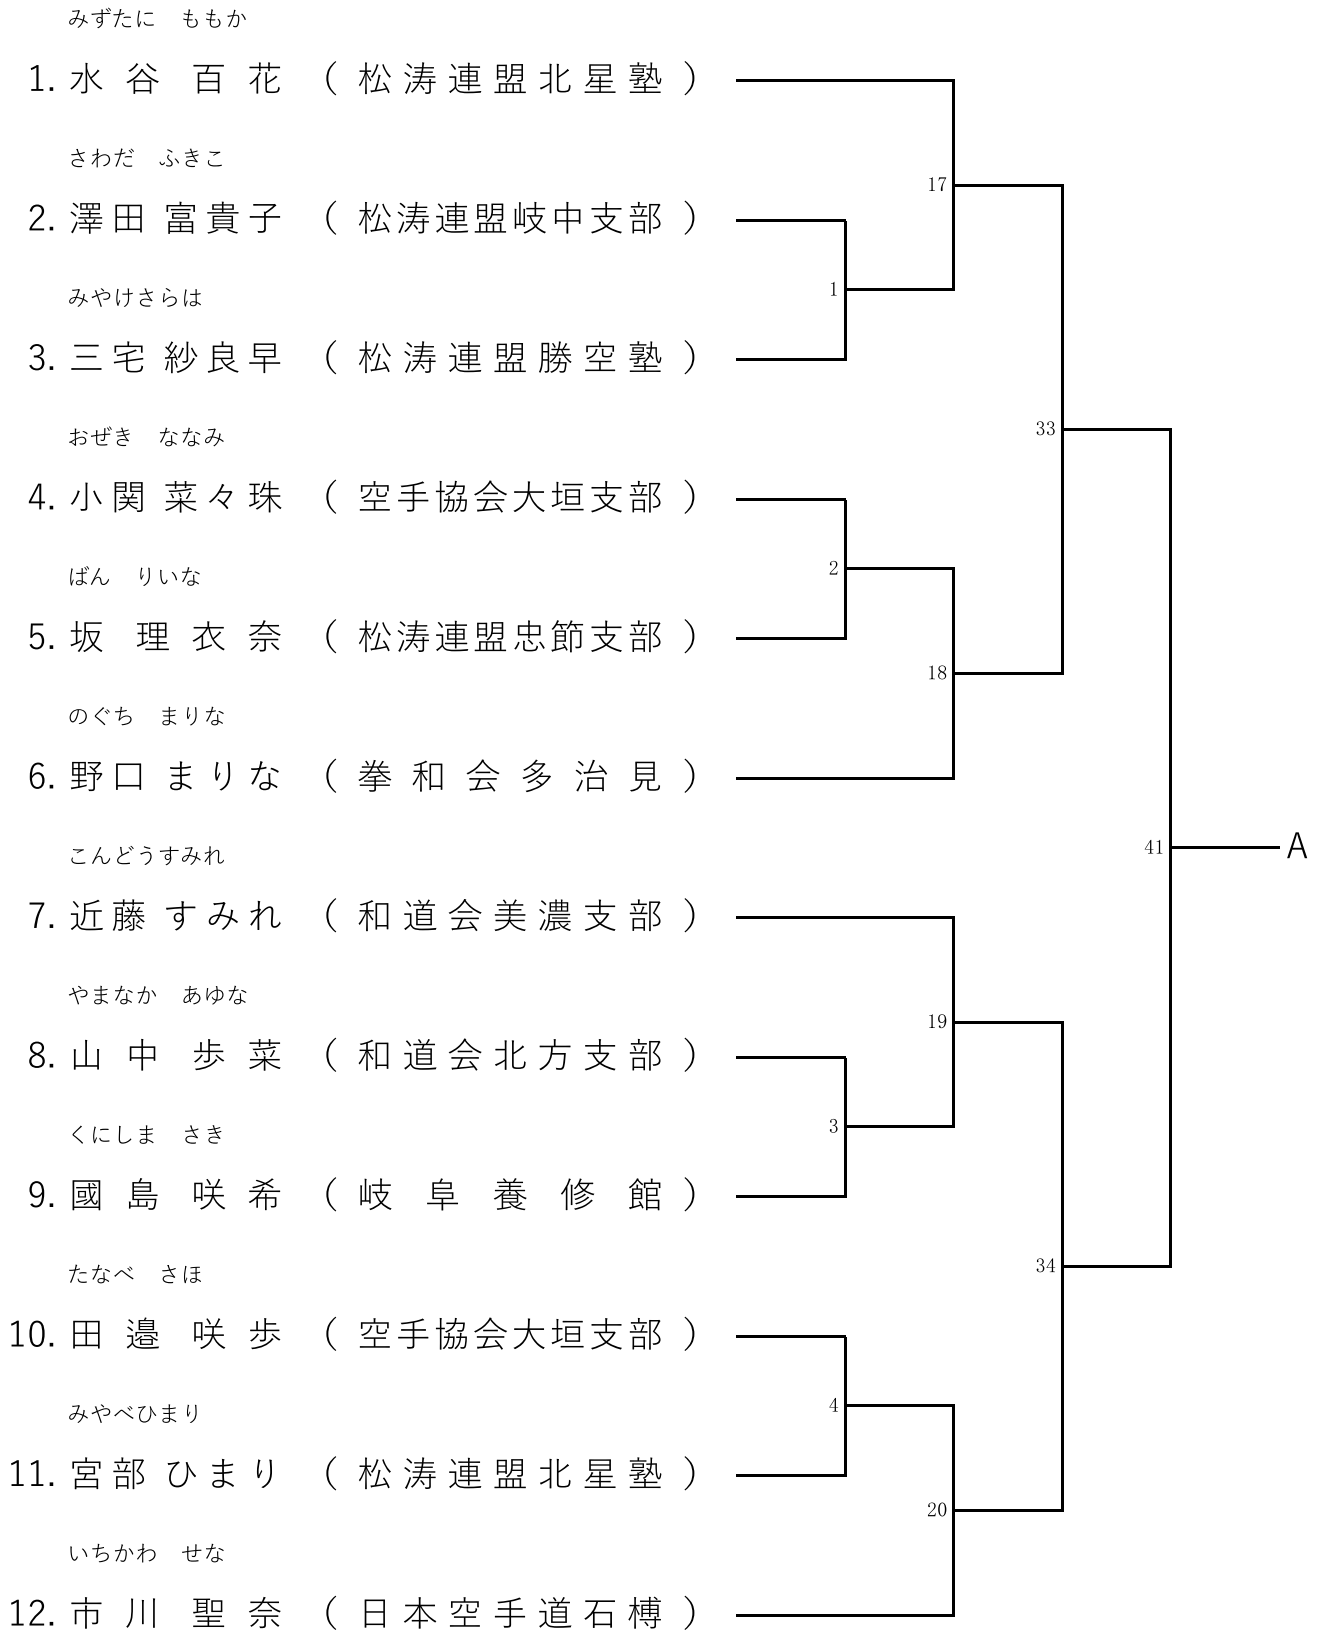 みずたに ももか
1. 水谷 百花 （松涛連盟北星塾）
さわだ ふきこ
17
2. 澤田 富貴子 （松涛連盟岐中支部）
みやけさらは
1
3. 三宅 紗良早 （松涛連盟勝空塾）
おぜき ななみ
33
4. 小関 菜々珠 （空手協会大垣支部）
ばん りいな
2
5. 坂 理衣奈 （松涛連盟忠節支部）
18
のぐち まりな
6. 野口 まりな （拳和会多治見）
こんどうすみれ
41 A
7. 近藤 すみれ （和道会美濃支部）
やまなか あゆな
19
8. 山中 歩菜 （和道会北方支部）
くにしま さき
3
9. 國島 咲希 （岐阜養修館）
たなべ さほ
34
10. 田邉 咲歩 （空手協会大垣支部）
みやべひまり
4
11. 宮部 ひまり （松涛連盟北星塾）
20
いちかわ せな
12. 市川 聖奈 （日本空手道石榑）